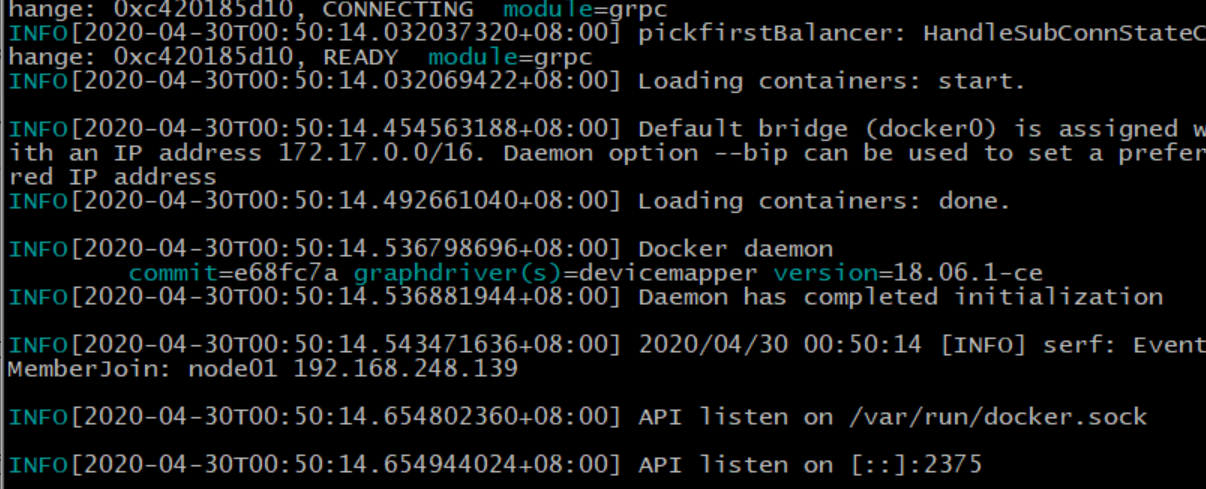 hange: 0xc420185d10, CONNECTING  module=grpc
INFO[2020-04-30T00:50:14.032037320+08:00] pickfirstBalancer: HandleSubConnStateC
hange: 0xc420185d10, READY  module=grpc
INFO[2020-04-30T00:50:14.032069422+08:00] Loading containers: start.
INFO[2020-04-30T00:50:14.454563188+08:00] Default bridge (docker0) is assigned w
ith an IP address 172.17.0.0/16. Daemon option --bip can be used to set a prefer
red IP address
INFO[2020-04-30T00:50:14.492661040+08:00] Loading containers: done.
INFO[2020-04-30T00:50:14.536798696+08:00] Docker daemon
commit=e68fc7a graphdriver(s)=devicemapper version=18.06.1-ce
INFO[2020-04-30T00:50:14.536881944+08:00] Daemon has completed initialization
INFO[2020-04-30T00:50:14.543471636+08:00] 2020/04/30 00:50:14 [INFO] serf: Event
MemberJoin: node01 192.168.248.139
INFO[2020-04-30T00:50:14.654802360+08:00] API listen on /var/run/docker.sock
INFO[2020-04-30T00:50:14.654944024+08:00] API listen on [::]:2375